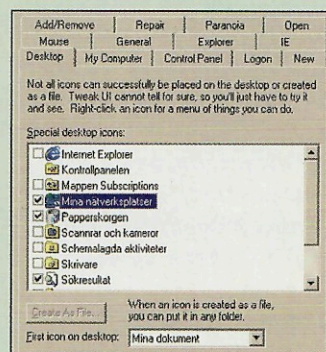 Add/Remove Repair Paranoia Open
Mouse General Explorer IE
Desktop My Computer Control Panel Logon New
Not all icons can successfully be placed on the desktop or created
as a file. Tweak UI cannot tell for sure, so you'll just have to try it
and see. Right-click an icon for a menu of things you can do.
Special desktop icons:
Internet Explorer
Kontrollpanelen
Mappen Subscriptions
Mina nätverksplatser
Papperskorgen
Scannrar och kameror
Schemalagda aktiviteter
Skrivare
Sökresultat
Create As File...
When an icon is created as a file,
you can put it in any folder.
First icon on desktop: Mina dokument